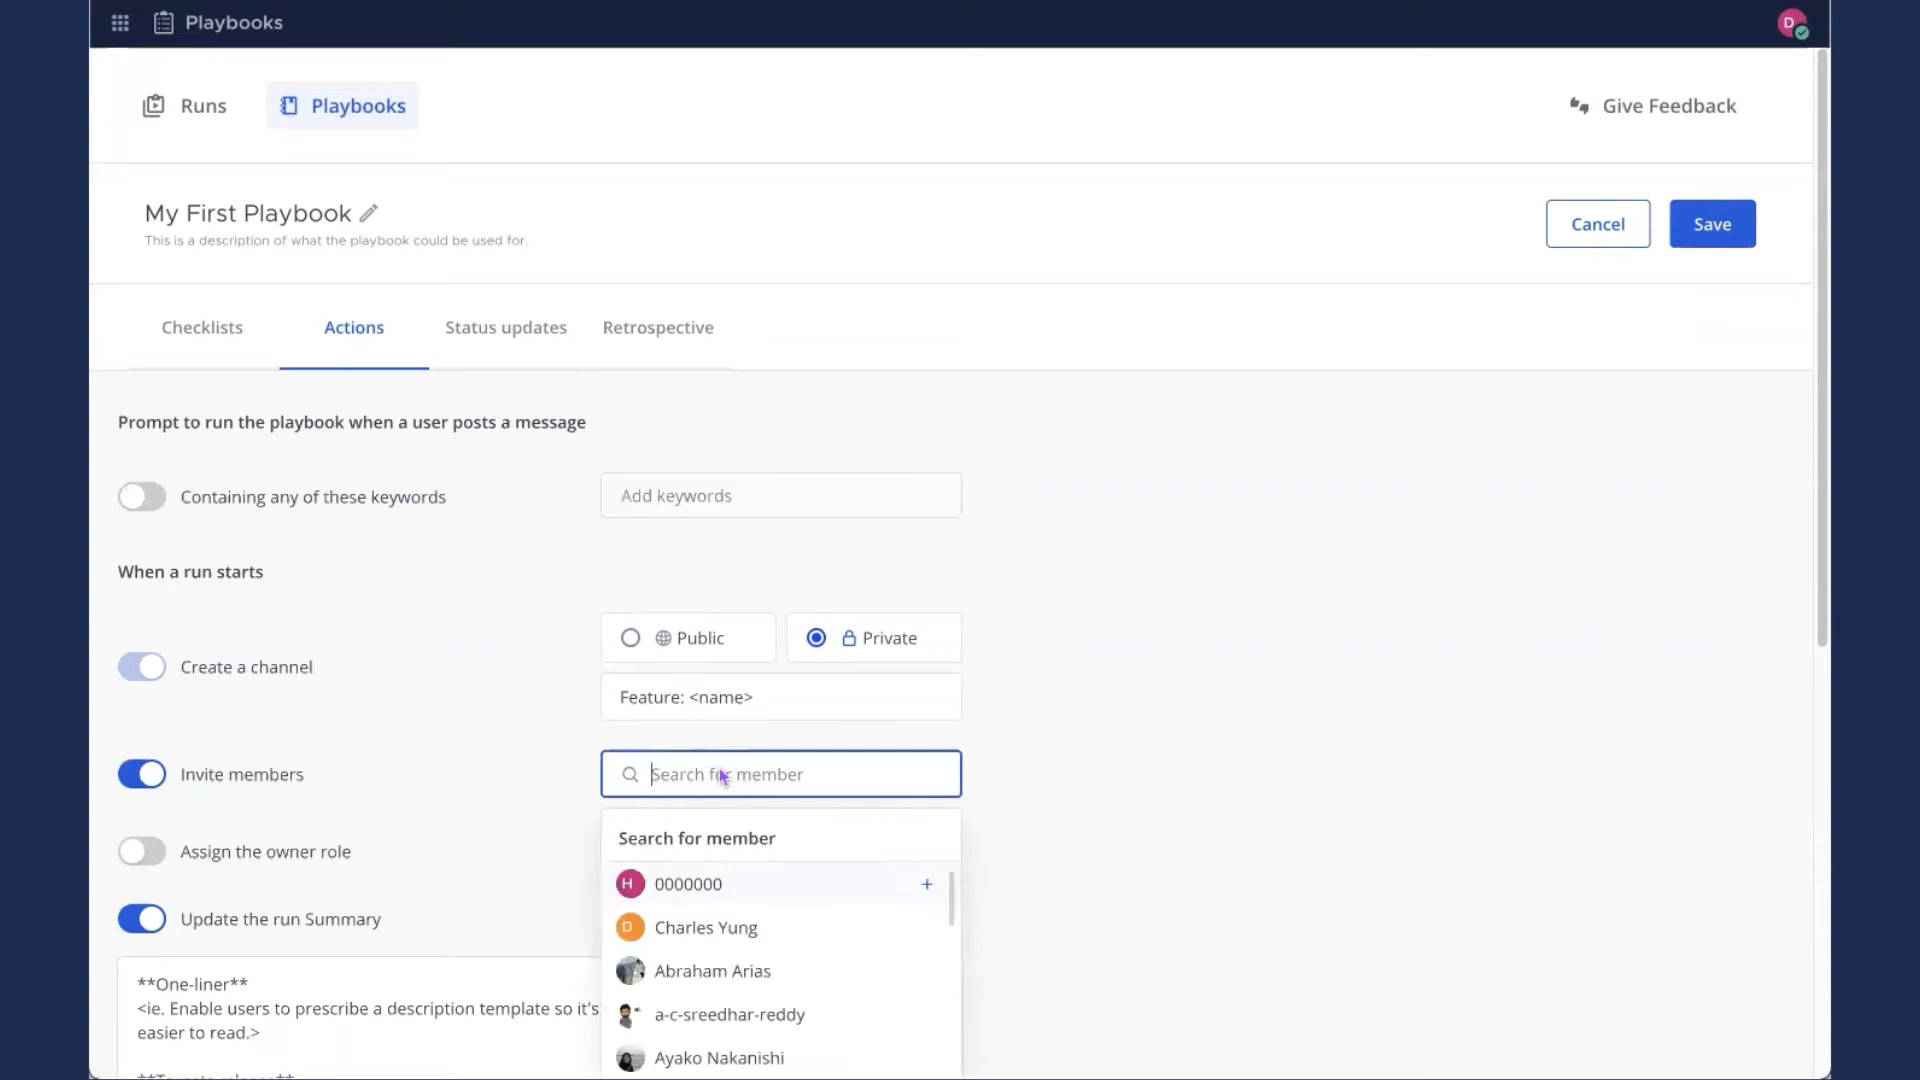 Playbooks
D
Runs
Playbooks
Give Feedback
My First Playbook
This is a description of what the playbook could be used for.
Cancel
Save
Checklists
Actions
Status updates
Retrospective
Prompt to run the playbook when a user posts a message
Containing any of these keywords
Add keywords
When a run starts
Public
Private
Create a channel
Feature: <name>
Invite members
Search for member
Search for member
H 0000000 +
D Charles Yung
Abraham Arias
a-c-sreedhar-reddy
Ayako Nakanishi
Assign the owner role
Update the run Summary
**One-liner**
<ie. Enable users to prescribe a description template so it's
easier to read.>